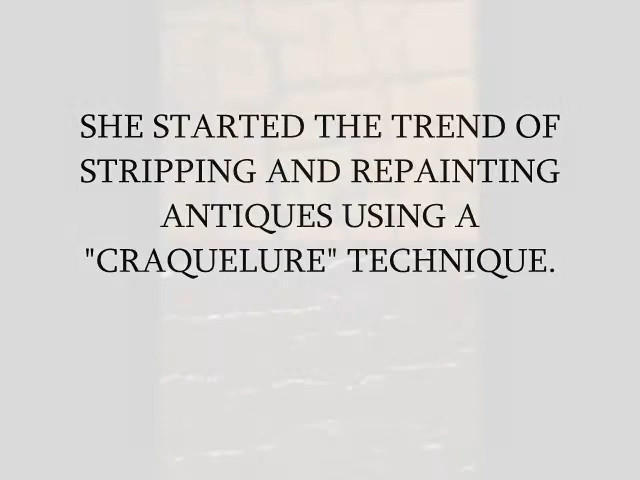 SHE STARTED THE TREND OF
STRIPPING AND REPAINTING
ANTIQUES USING A
"CRAQUELURE" TECHNIQUE.